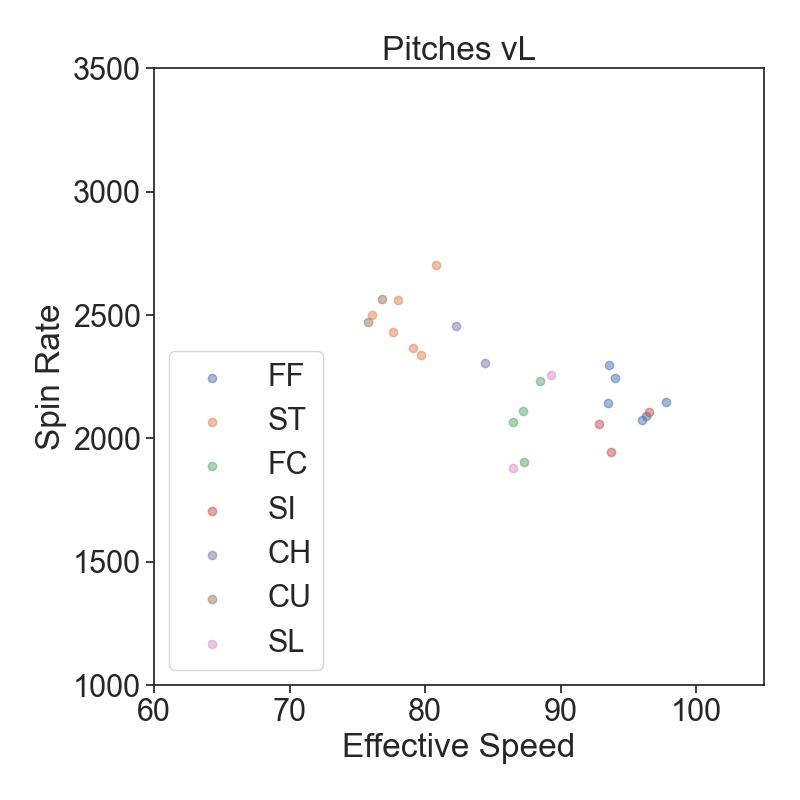 Pitches vL
3500
3000
2500
2000
1500
1000
Spin Rate
FF
ST
FC
SI
CH
CU
SL
60 70 80 90 100
Effective Speed